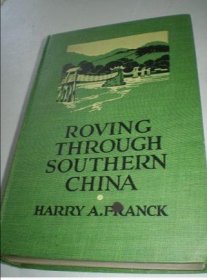 ROVING
THROUGH
SOUTHERN
CHINA
HARRY A. FRANCK